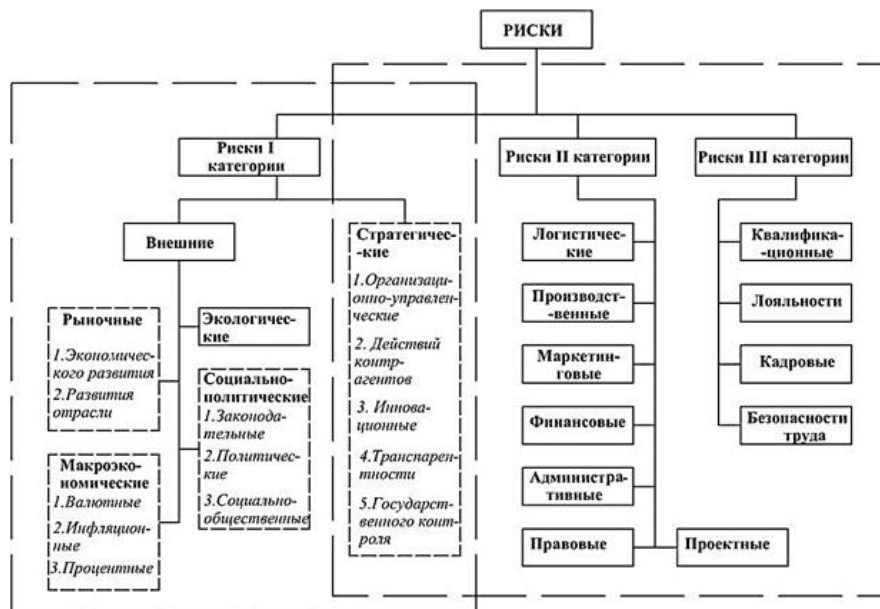 РИСКИ
Риски I
категории
Риски II категории
Риски III категории
Внешние
Рыночные
1.Экономичес-
кого развития
2.Развития
отрасли
Макроэко-
номические
1.Валютные
2.Инфляцион-
ные
3.Процентные
Экологичес-
кие
Социально-
политические
1.Законода-
тельные
2.Политичес-
кие
3.Социально-
общественные
Стратегичес-
-кие
1.Организаци-
онно-управлен-
ческие
2. Действий
контр-
агентов
3. Иннова-
ционные
4.Транспарен-
тности
5.Государст-
венного конт-
роля
Логистичес-
кие
Производст-
-венные
Маркетин-
говые
Финансовые
Администра-
тивные
Правовые
Проектные
Квалифика-
-ционные
Лояльности
Кадровые
Безопасности
труда